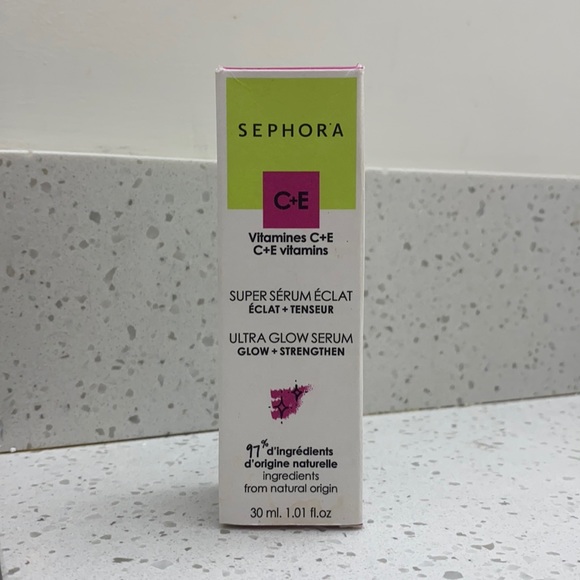 SEPHORA
C+E
Vitamines C+E
C+E vitamins
SUPER SÉRUM ÉCLAT
ÉCLAT + TENSEUR
ULTRA GLOW SERUM
GLOW + STRENGTHEN
97% d'ingrédients
d'origine naturelle
ingredients
from natural origin
30 ml. 1.01 fl.oz